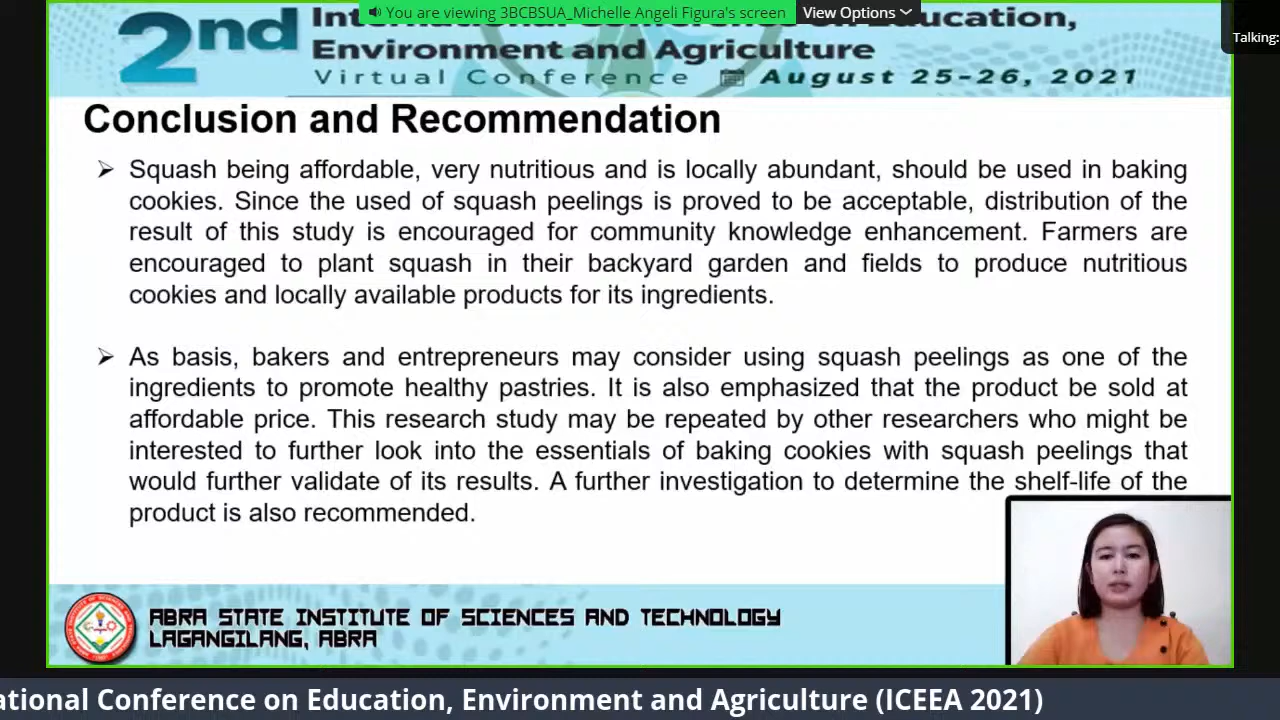 You are viewing 3BCBSUA_Michelle Angeli Figura's screen
View Options
Talking:
2nd
Education,
Environment and Agriculture
Virtual Conference August 25-26, 2021
Conclusion and Recommendation
➢ Squash being affordable, very nutritious and is locally abundant, should be used in baking
cookies. Since the used of squash peelings is proved to be acceptable, distribution of the
result of this study is encouraged for community knowledge enhancement. Farmers are
encouraged to plant squash in their backyard garden and fields to produce nutritious
cookies and locally available products for its ingredients.
➢ As basis, bakers and entrepreneurs may consider using squash peelings as one of the
ingredients to promote healthy pastries. It is also emphasized that the product be sold at
affordable price. This research study may be repeated by other researchers who might be
interested to further look into the essentials of baking cookies with squash peelings that
would further validate of its results. A further investigation to determine the shelf-life of the
product is also recommended.
ABRA STATE INSTITUTE OF SCIENCES AND TECHNOLOGY
LAGANGILANG, ABRA
ational Conference on Education, Environment and Agriculture (ICEEA 2021)